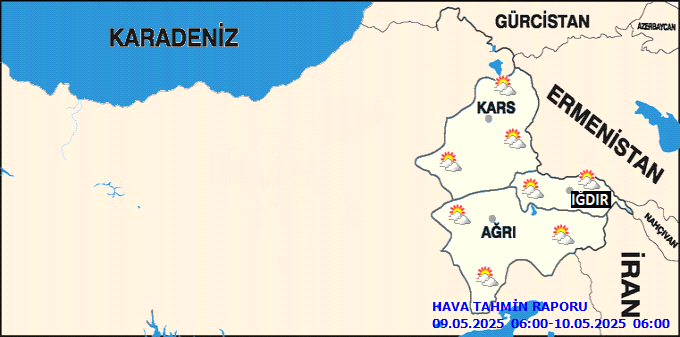 GÜRCİSTAN
AZERBAYCAN
KARADENİZ
KARS
ERMENİSTAN
IĞDIR
NAHÇIVAN
AĞRI
İRAN
HAVA TAHMİN RAPORU
09.05.2025 06:00-10.05.2025 06:00